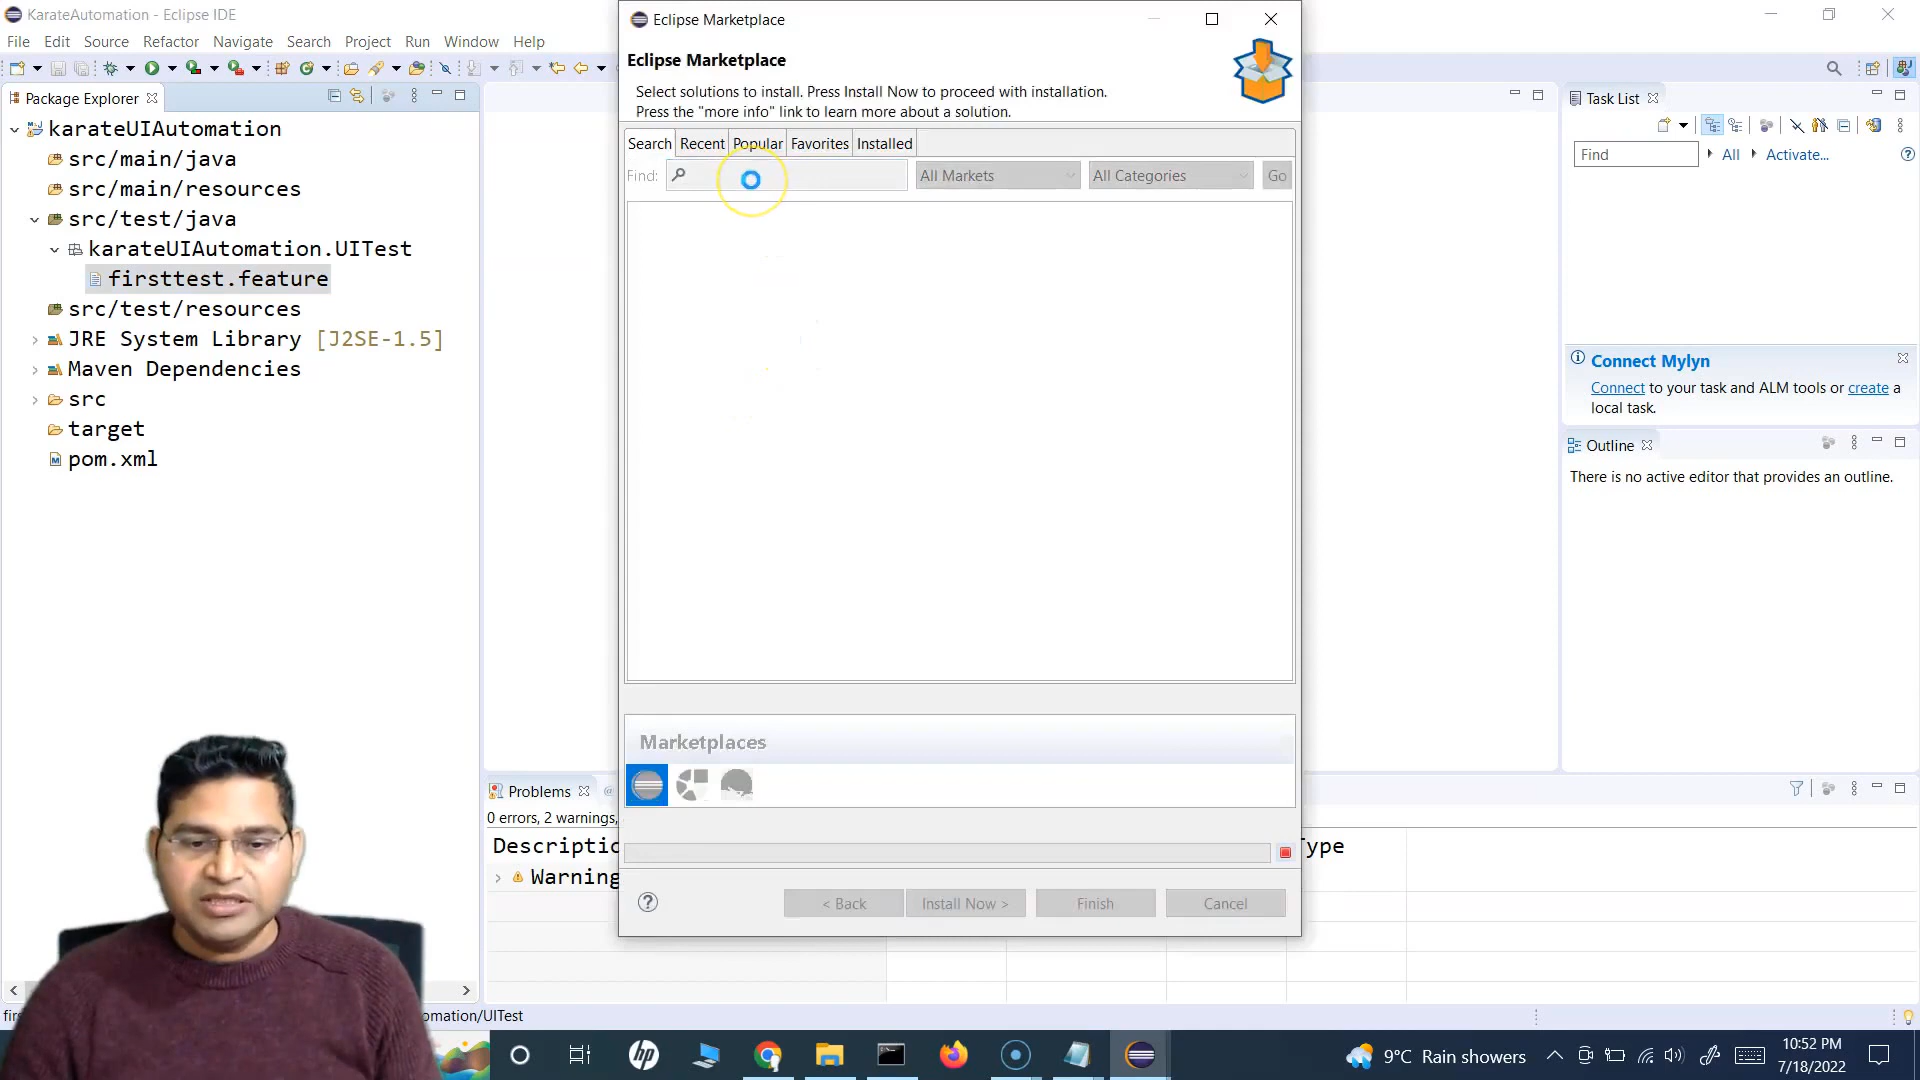 KarateAutomation - Eclipse IDE
File Edit Source Refactor Navigate Search Project Run Window Help
Package Explorer
karateUIAutomation
src/main/java
src/main/resources
src/test/java
karateUIAutomation.UITest
firsttest.feature
src/test/resources
JRE System Library [J2SE-1.5]
Maven Dependencies
src
target
pom.xml
Eclipse Marketplace
Eclipse Marketplace
Select solutions to install. Press Install Now to proceed with installation.
Press the "more info" link to learn more about a solution.
Search Recent Popular Favorites Installed
Find: All Markets All Categories Go
Marketplaces
< Back Install Now > Finish Cancel
Task List
Find All Activate...
Connect Mylyn
Connect to your task and ALM tools or create a
local task.
Outline
There is no active editor that provides an outline.
Problems
0 errors, 2 warnings,
Descriptio Type
Warning
omation/UITest
hp
9°C Rain showers
10:52 PM
7/18/2022